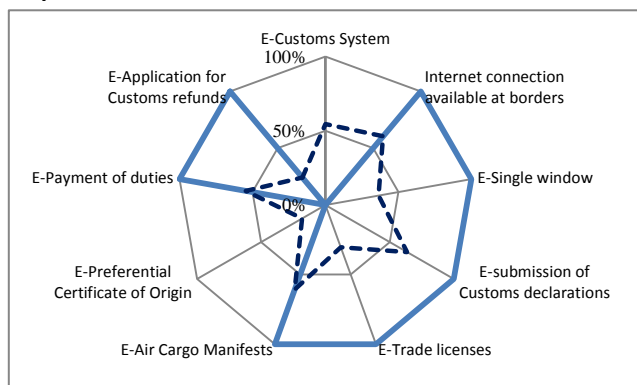 E-Customs System
100%
E-Application for
Customs refunds
Internet connection
available at borders
50%
E-Payment of duties
E-Single window
0%
E-Preferential
Certificate of Origin
E-submission of
Customs declarations
E-Air Cargo Manifests
E-Trade licenses